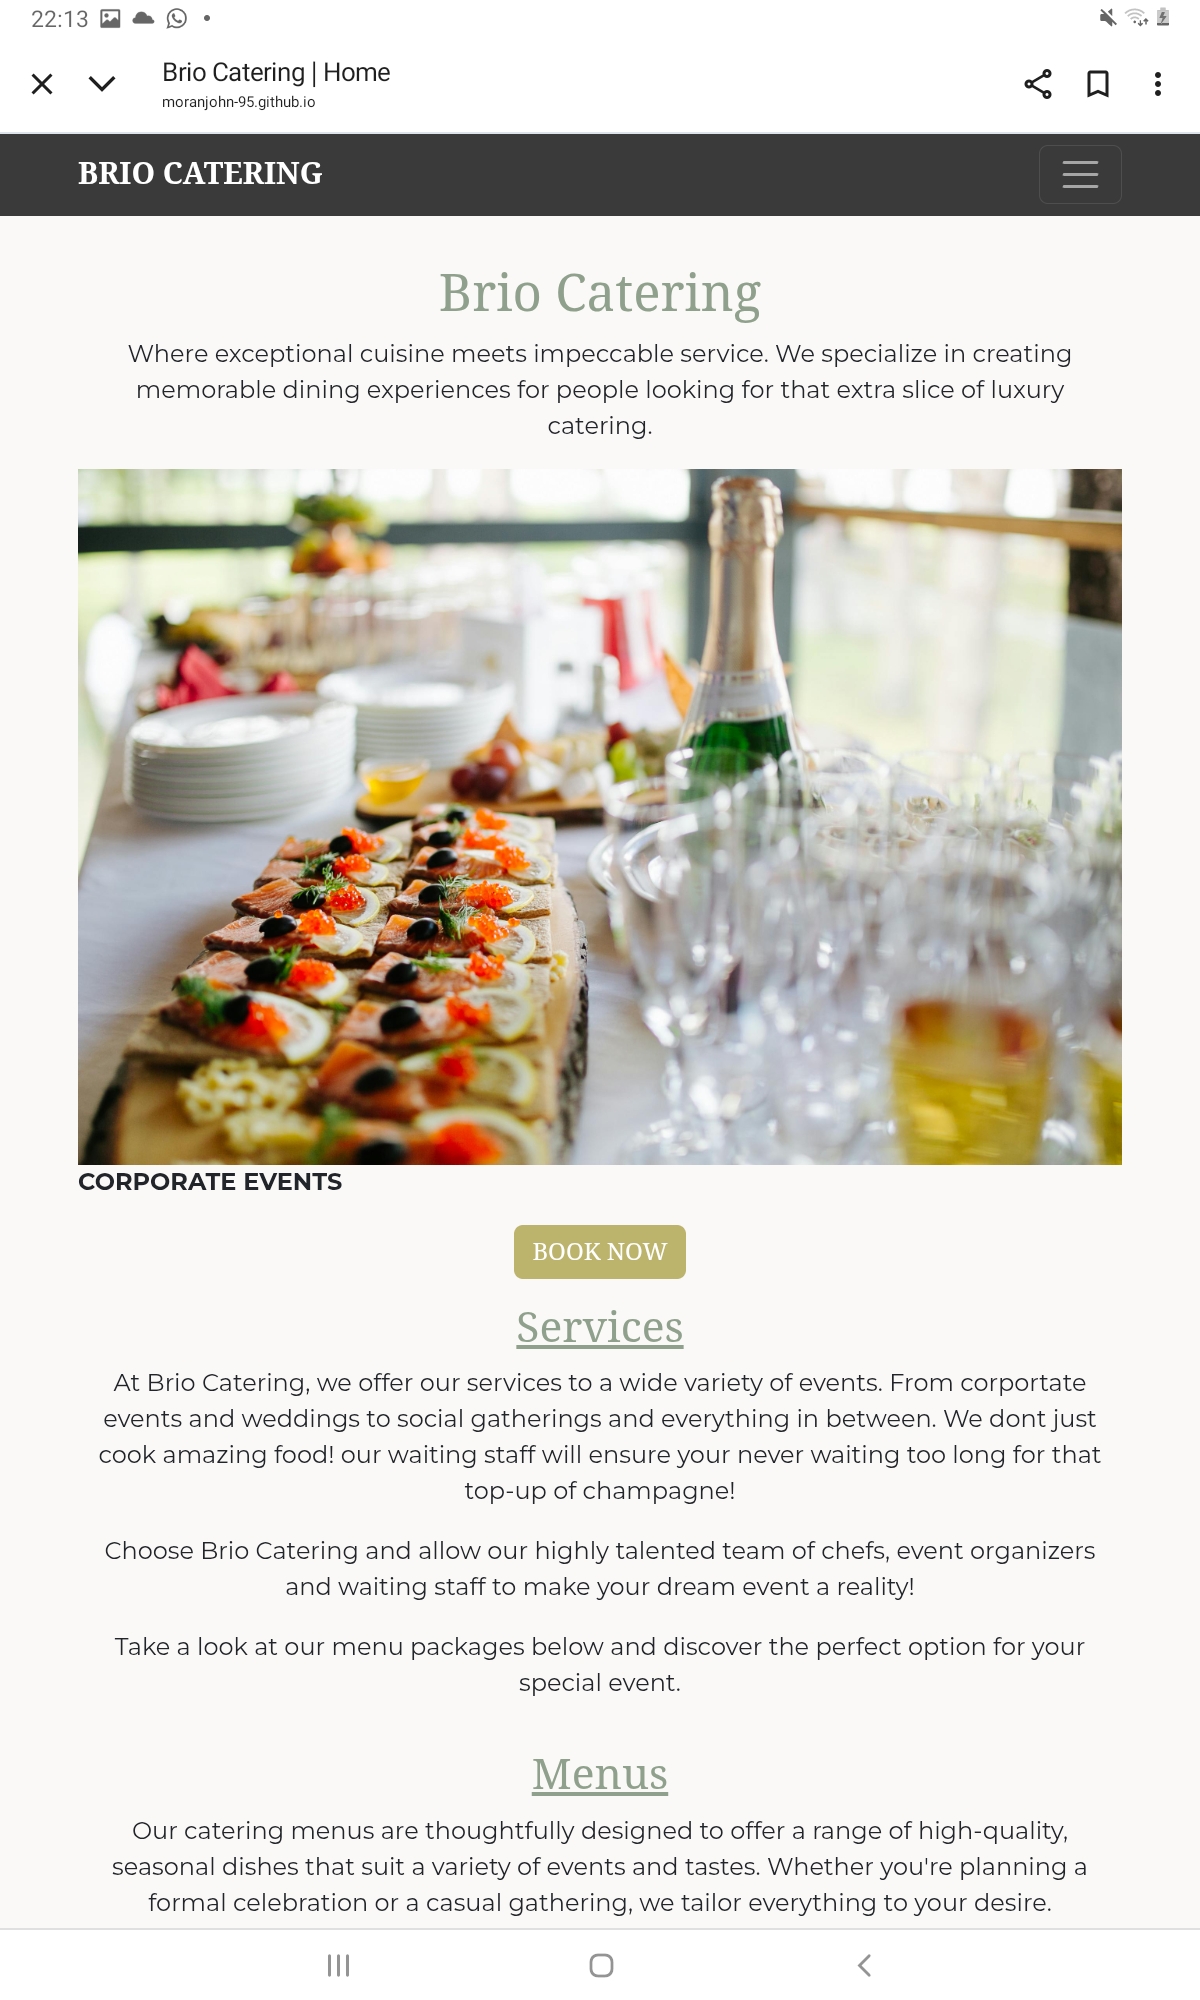 22:13
Brio Catering | Home
moranjohn-95.github.io
BRIO CATERING
Brio Catering
Where exceptional cuisine meets impeccable service. We specialize in creating
memorable dining experiences for people looking for that extra slice of luxury
catering.
CORPORATE EVENTS
BOOK NOW
Services
At Brio Catering, we offer our services to a wide variety of events. From corportate
events and weddings to social gatherings and everything in between. We dont just
cook amazing food! our waiting staff will ensure your never waiting too long for that
top-up of champagne!
Choose Brio Catering and allow our highly talented team of chefs, event organizers
and waiting staff to make your dream event a reality!
Take a look at our menu packages below and discover the perfect option for your
special event.
Menus
Our catering menus are thoughtfully designed to offer a range of high-quality,
seasonal dishes that suit a variety of events and tastes. Whether you're planning a
formal celebration or a casual gathering, we tailor everything to your desire.